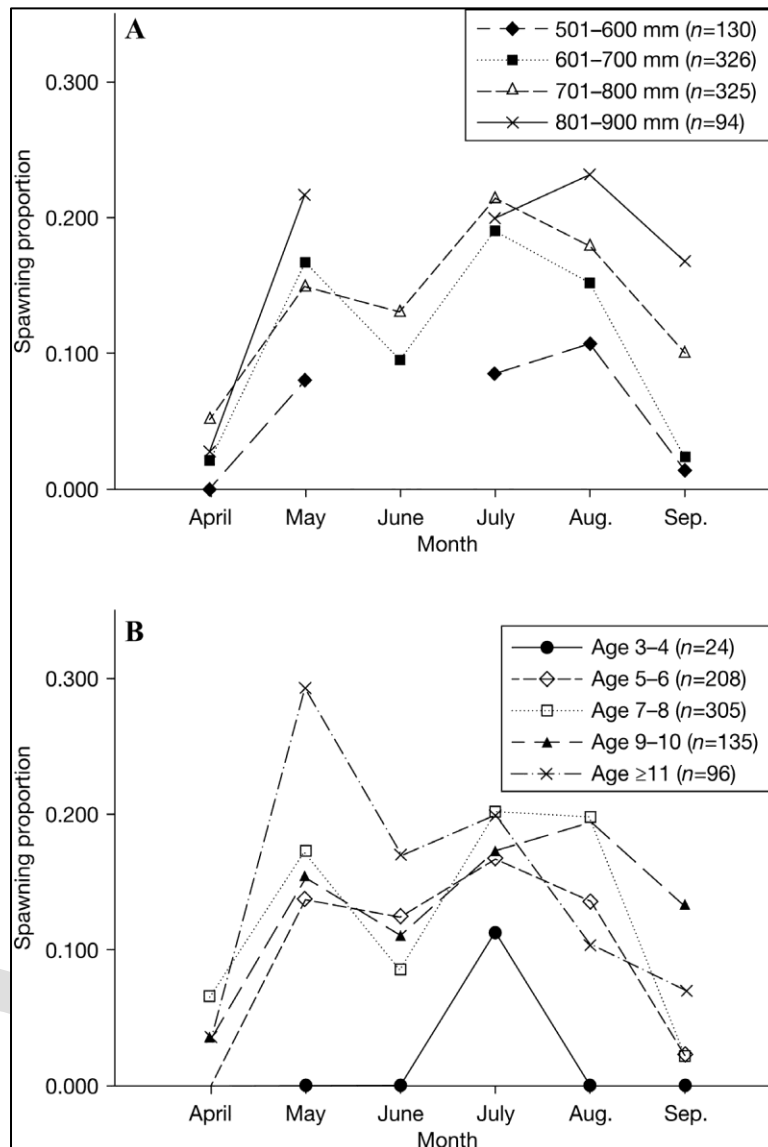 A
501–600 mm (n=130)
601–700 mm (n=326)
701–800 mm (n=325)
801–900 mm (n=94)
0.300
0.200
0.100
0.000
Spawning proportion
April May June July Aug. Sep.
Month
B
Age 3–4 (n=24)
Age 5–6 (n=208)
Age 7–8 (n=305)
Age 9–10 (n=135)
Age ≥11 (n=96)
0.300
0.200
0.100
0.000
Spawning proportion
April May June July Aug. Sep.
Month